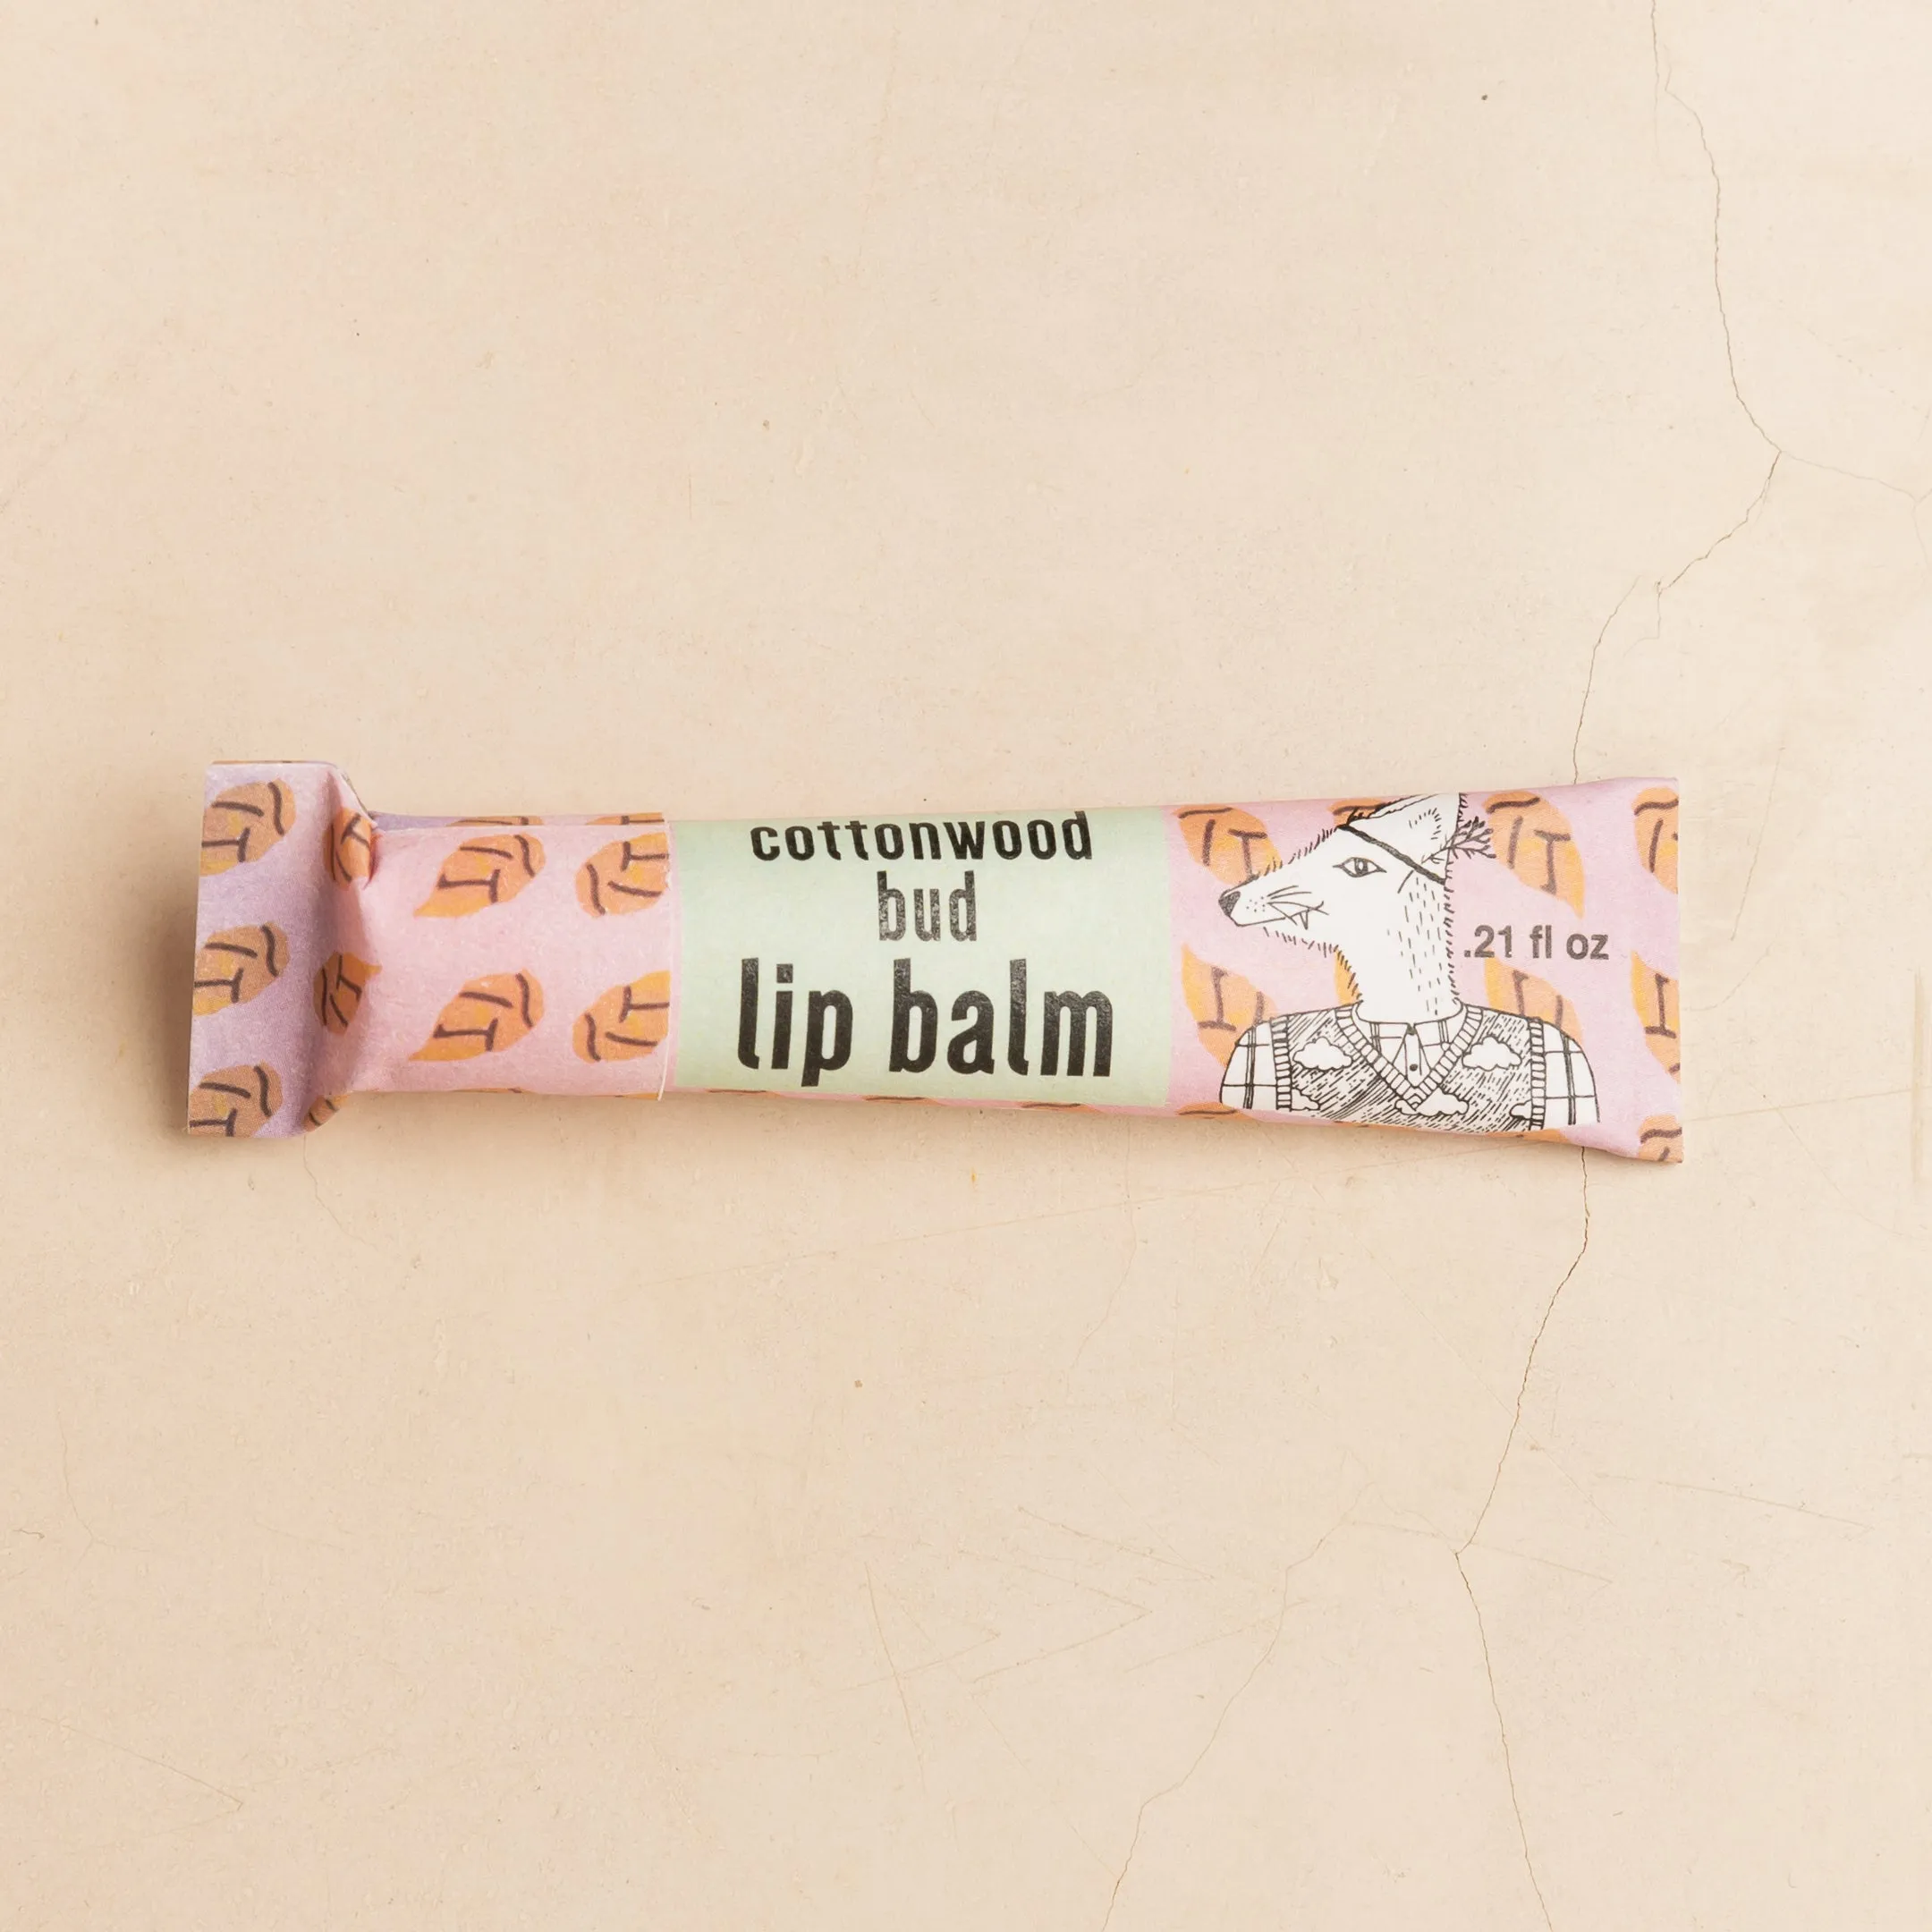 cottonwood
bud
lip balm
.21 fl oz